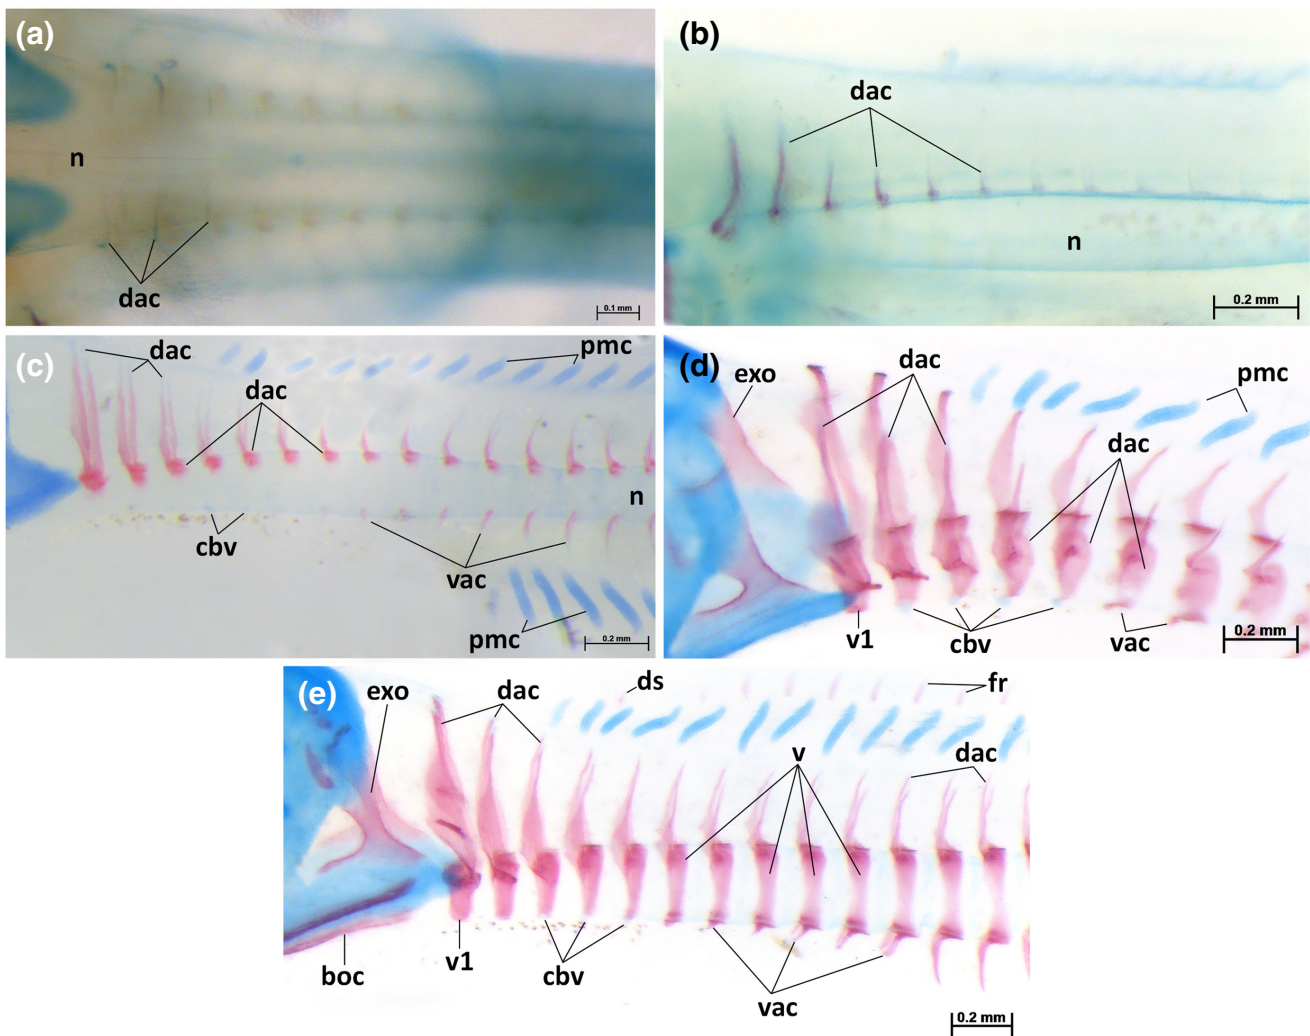 (a)
n
dac
0.1 mm
(b)
dac
n
0.2 mm
(c)
dac
pmc
dac
n
cbv
vac
pmc
0.2 mm
(d)
exo
dac
pmc
dac
v1
cbv
vac
0.2 mm
(e)
exo
dac
ds
fr
v
dac
boc
v1
cbv
vac
0.2 mm